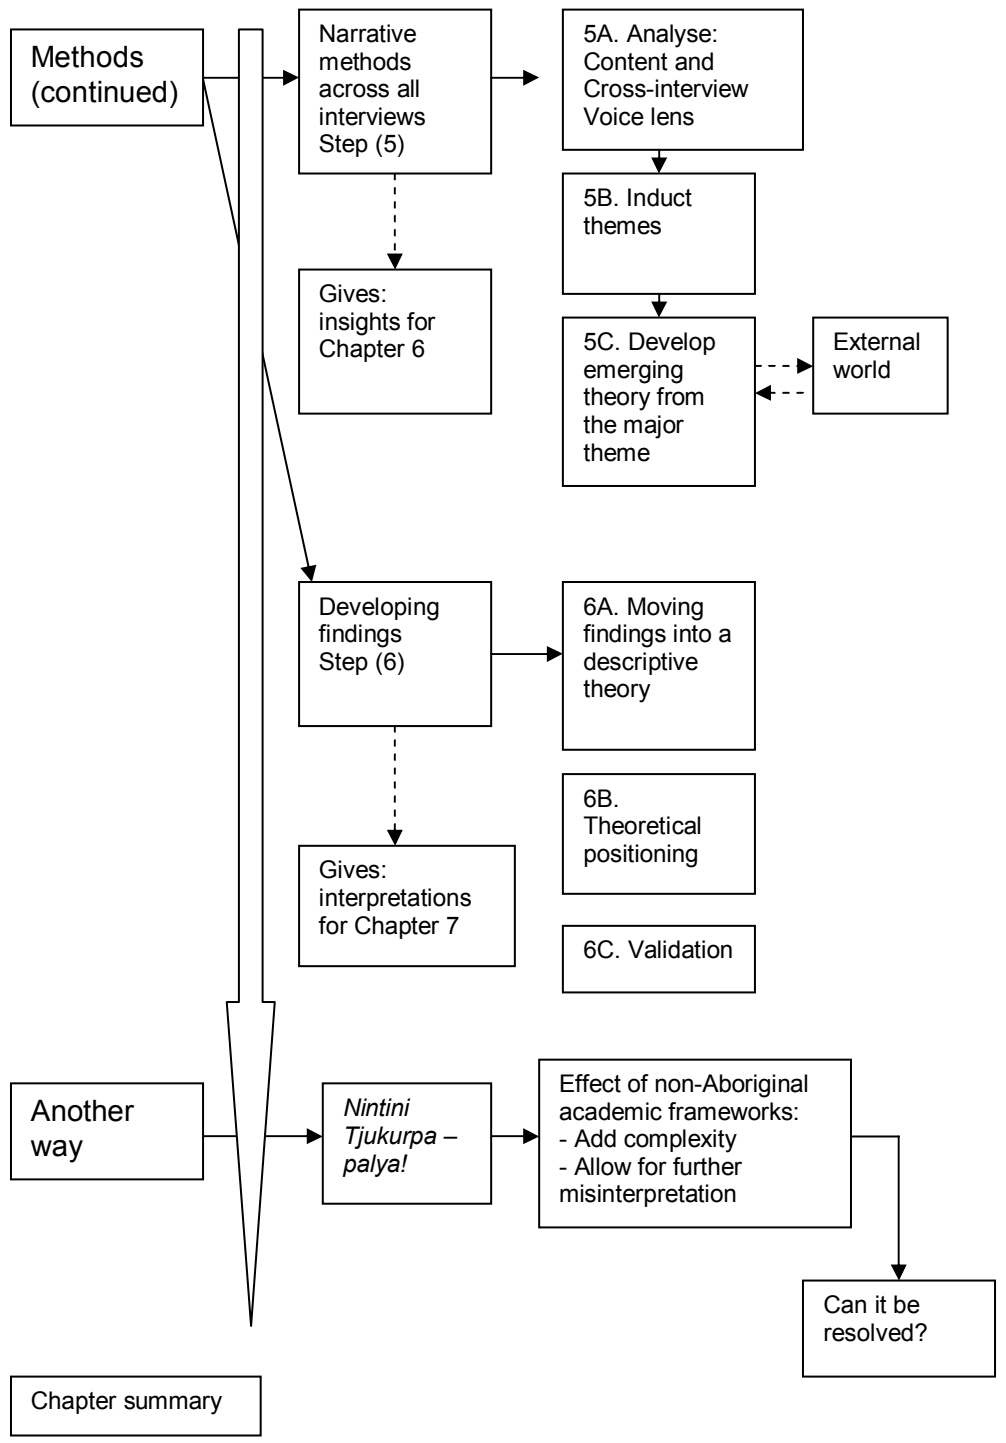 Methods
(continued)
Narrative
methods
across all
interviews
Step (5)
5A. Analyse:
Content and
Cross-interview
Voice lens
5B. Induct
themes
Gives:
insights for
Chapter 6
5C. Develop
emerging
theory from
the major
theme
External
world
Developing
findings
Step (6)
6A. Moving
findings into a
descriptive
theory
6B.
Theoretical
positioning
Gives:
interpretations
for Chapter 7
6C. Validation
Another
way
Nintini
Tjukurpa –
palya!
Effect of non-Aboriginal
academic frameworks:
- Add complexity
- Allow for further
misinterpretation
Can it be
resolved?
Chapter summary